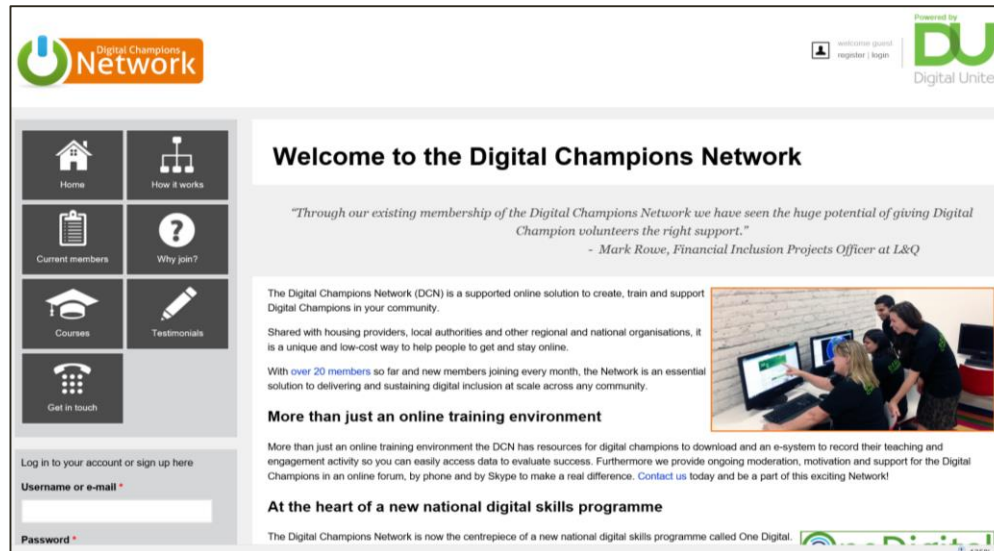 Digital Champions
Network
welcome guest
register | login
Powered by
DU
Digital Unite
Home
How it works
Current members
Why join?
Courses
Testimonials
Get in touch
Log in to your account or sign up here
Username or e-mail *
Password *
Welcome to the Digital Champions Network
"Through our existing membership of the Digital Champions Network we have seen the huge potential of giving Digital
Champion volunteers the right support."
- Mark Rowe, Financial Inclusion Projects Officer at L&Q
The Digital Champions Network (DCN) is a supported online solution to create, train and support
Digital Champions in your community.
Shared with housing providers, local authorities and other regional and national organisations, it
is a unique and low-cost way to help people to get and stay online.
With over 20 members so far and new members joining every month, the Network is an essential
solution to delivering and sustaining digital inclusion at scale across any community.
More than just an online training environment
More than just an online training environment the DCN has resources for digital champions to download and an e-system to record their teaching and
engagement activity so you can easily access data to evaluate success. Furthermore we provide ongoing moderation, motivation and support for the Digital
Champions in an online forum, by phone and by Skype to make a real difference. Contact us today and be a part of this exciting Network!
At the heart of a new national digital skills programme
The Digital Champions Network is now the centrepiece of a new national digital skills programme called One Digital.
One Digital